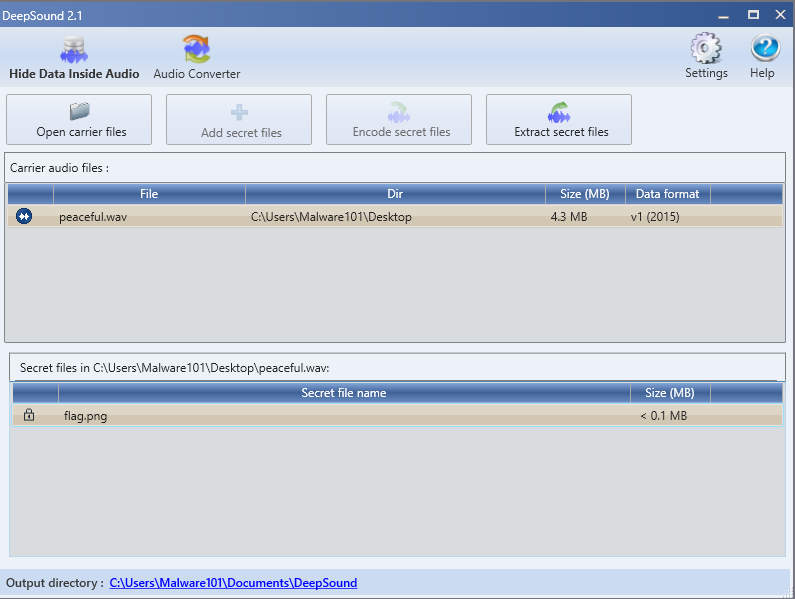 DeepSound 2.1
Hide Data Inside Audio Audio Converter Settings Help
Open carrier files Add secret files Encode secret files Extract secret files
Carrier audio files :
File Dir Size (MB) Data format
peaceful.wav C:\Users\Malware101\Desktop 4.3 MB v1 (2015)
Secret files in C:\Users\Malware101\Desktop\peaceful.wav:
Secret file name Size (MB)
flag.png < 0.1 MB
Output directory : C:\Users\Malware101\Documents\DeepSound